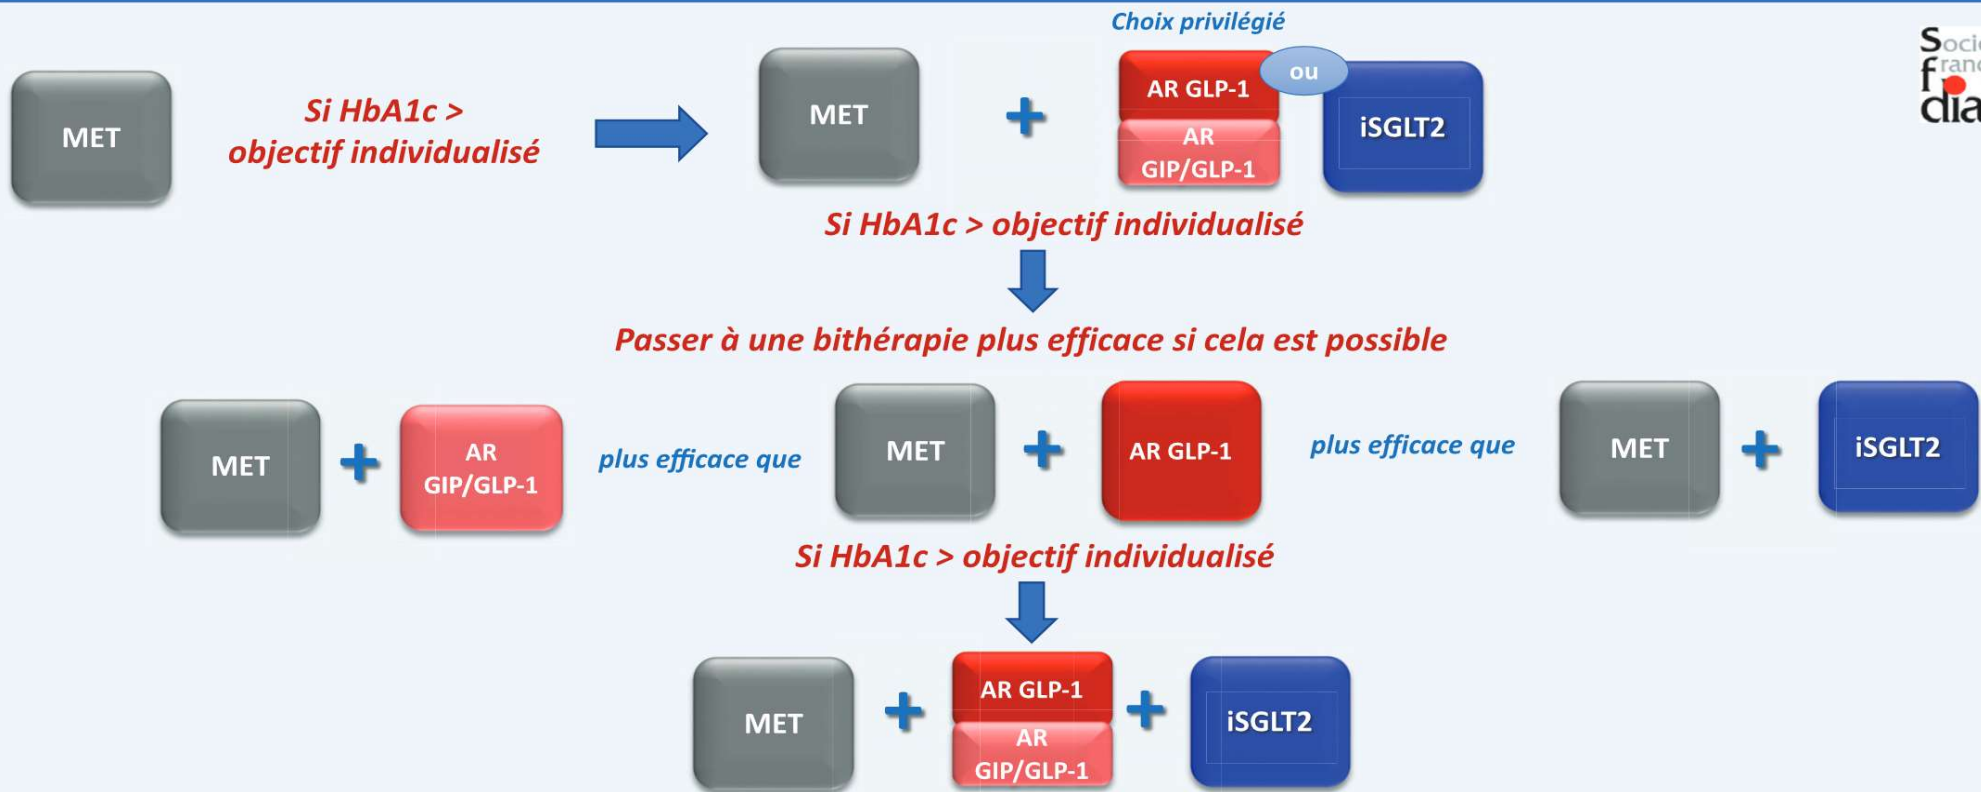 Choix privilégié
MET
Si HbA1c >
objectif individualisé
MET
+
AR GLP-1
AR
GIP/GLP-1
ou
iSGLT2
Si HbA1c > objectif individualisé
Passer à une bithérapie plus efficace si cela est possible
MET
+
AR
GIP/GLP-1
plus efficace que
MET
+
AR GLP-1
plus efficace que
MET
+
iSGLT2
Si HbA1c > objectif individualisé
MET
+
AR GLP-1
AR
GIP/GLP-1
+
iSGLT2